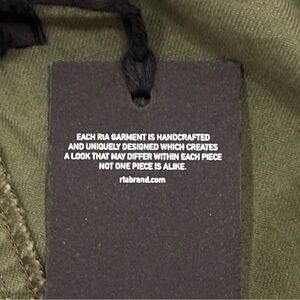 EACH RIA GARMENT IS HANDCRAFTED
AND UNIQUELY DESIGNED WHICH CREATES
A LOOK THAT MAY DIFFER WITHIN EACH PIECE
NOT ONE PIECE IS ALIKE.
riabrand.com